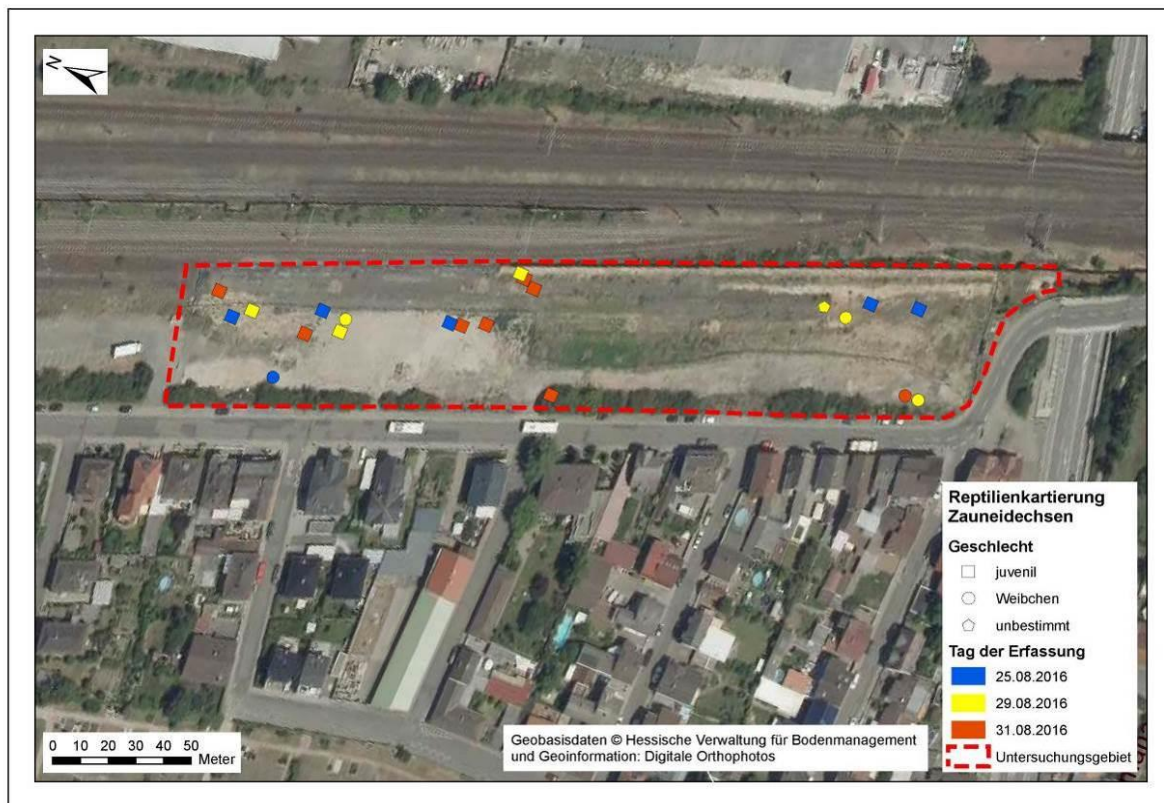 N
Reptilienkartierung
Zauneidechsen
Geschlecht
juvenil
Weibchen
unbestimmt
Tag der Erfassung
25.08.2016
29.08.2016
31.08.2016
Untersuchungsgebiet
0 10 20 30 40 50
Meter
Geobasisdaten © Hessische Verwaltung für Bodenmanagement
und Geoinformation: Digitale Orthophotos